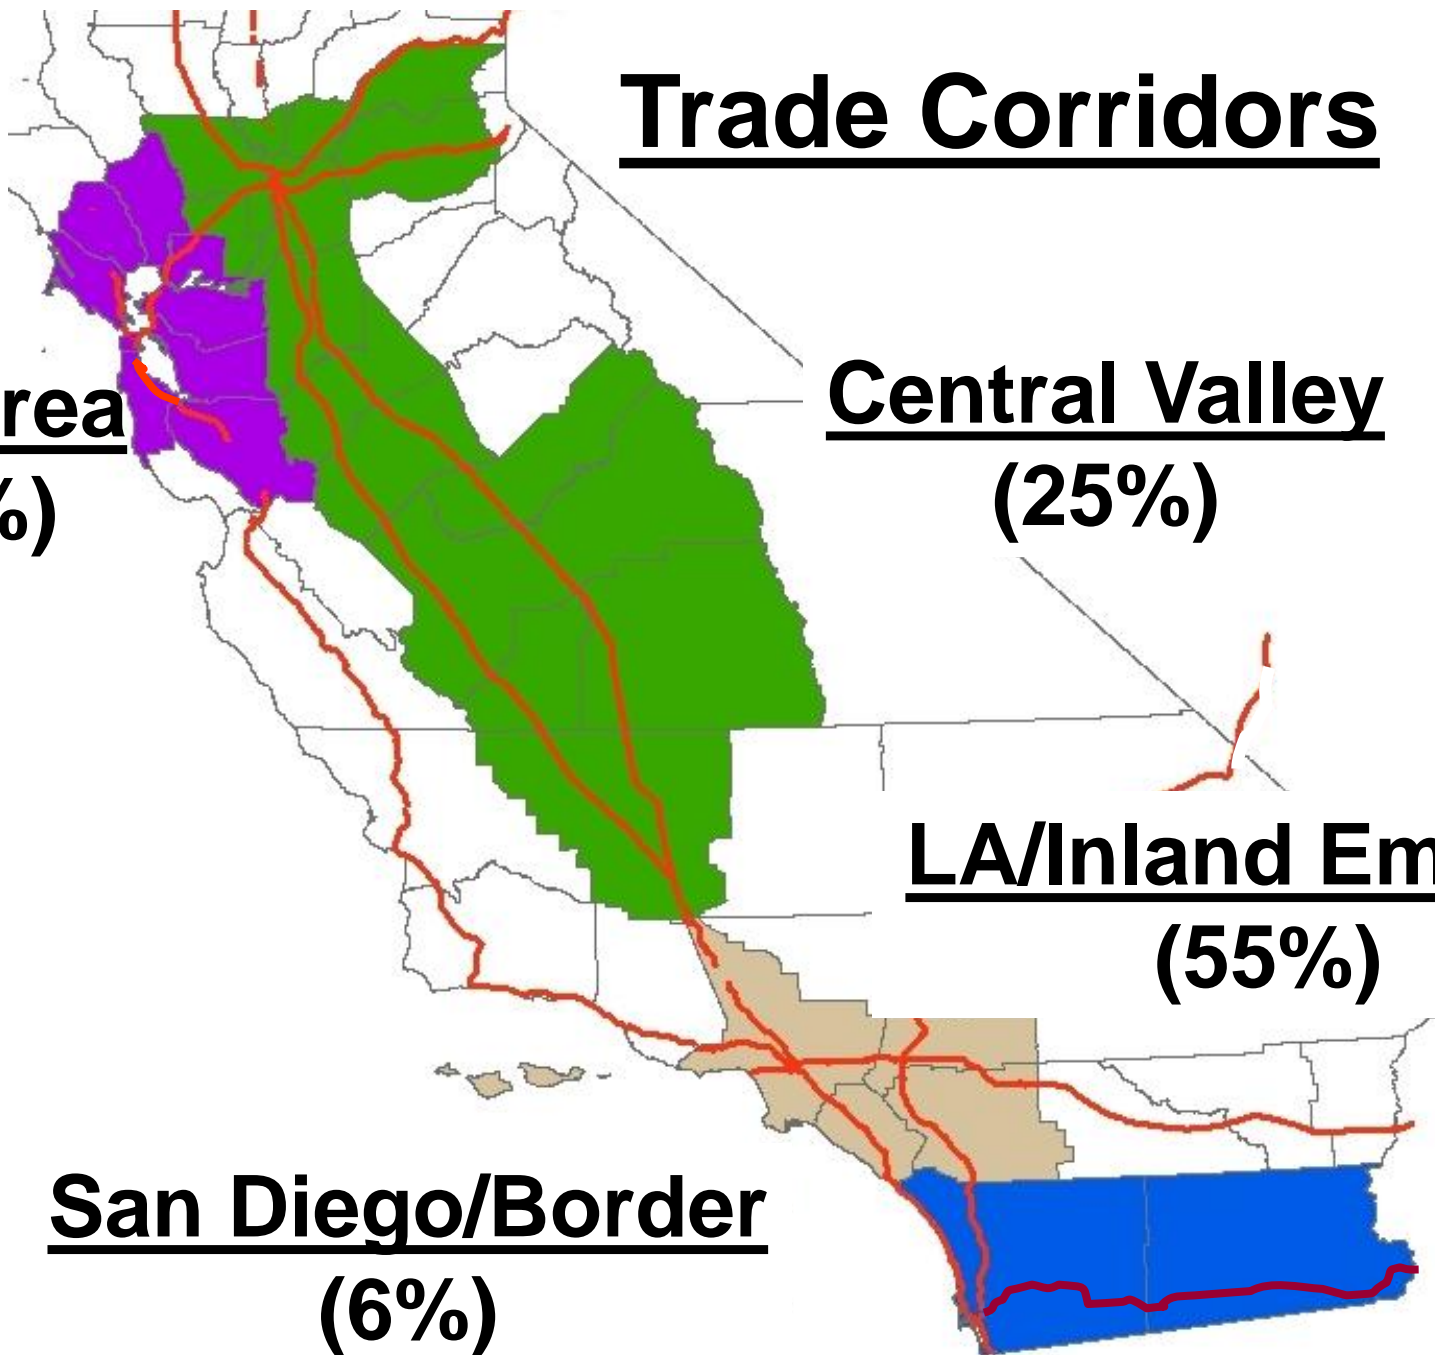 Trade Corridors
rea
%)
Central Valley
(25%)
LA/Inland Em
(55%)
San Diego/Border
(6%)